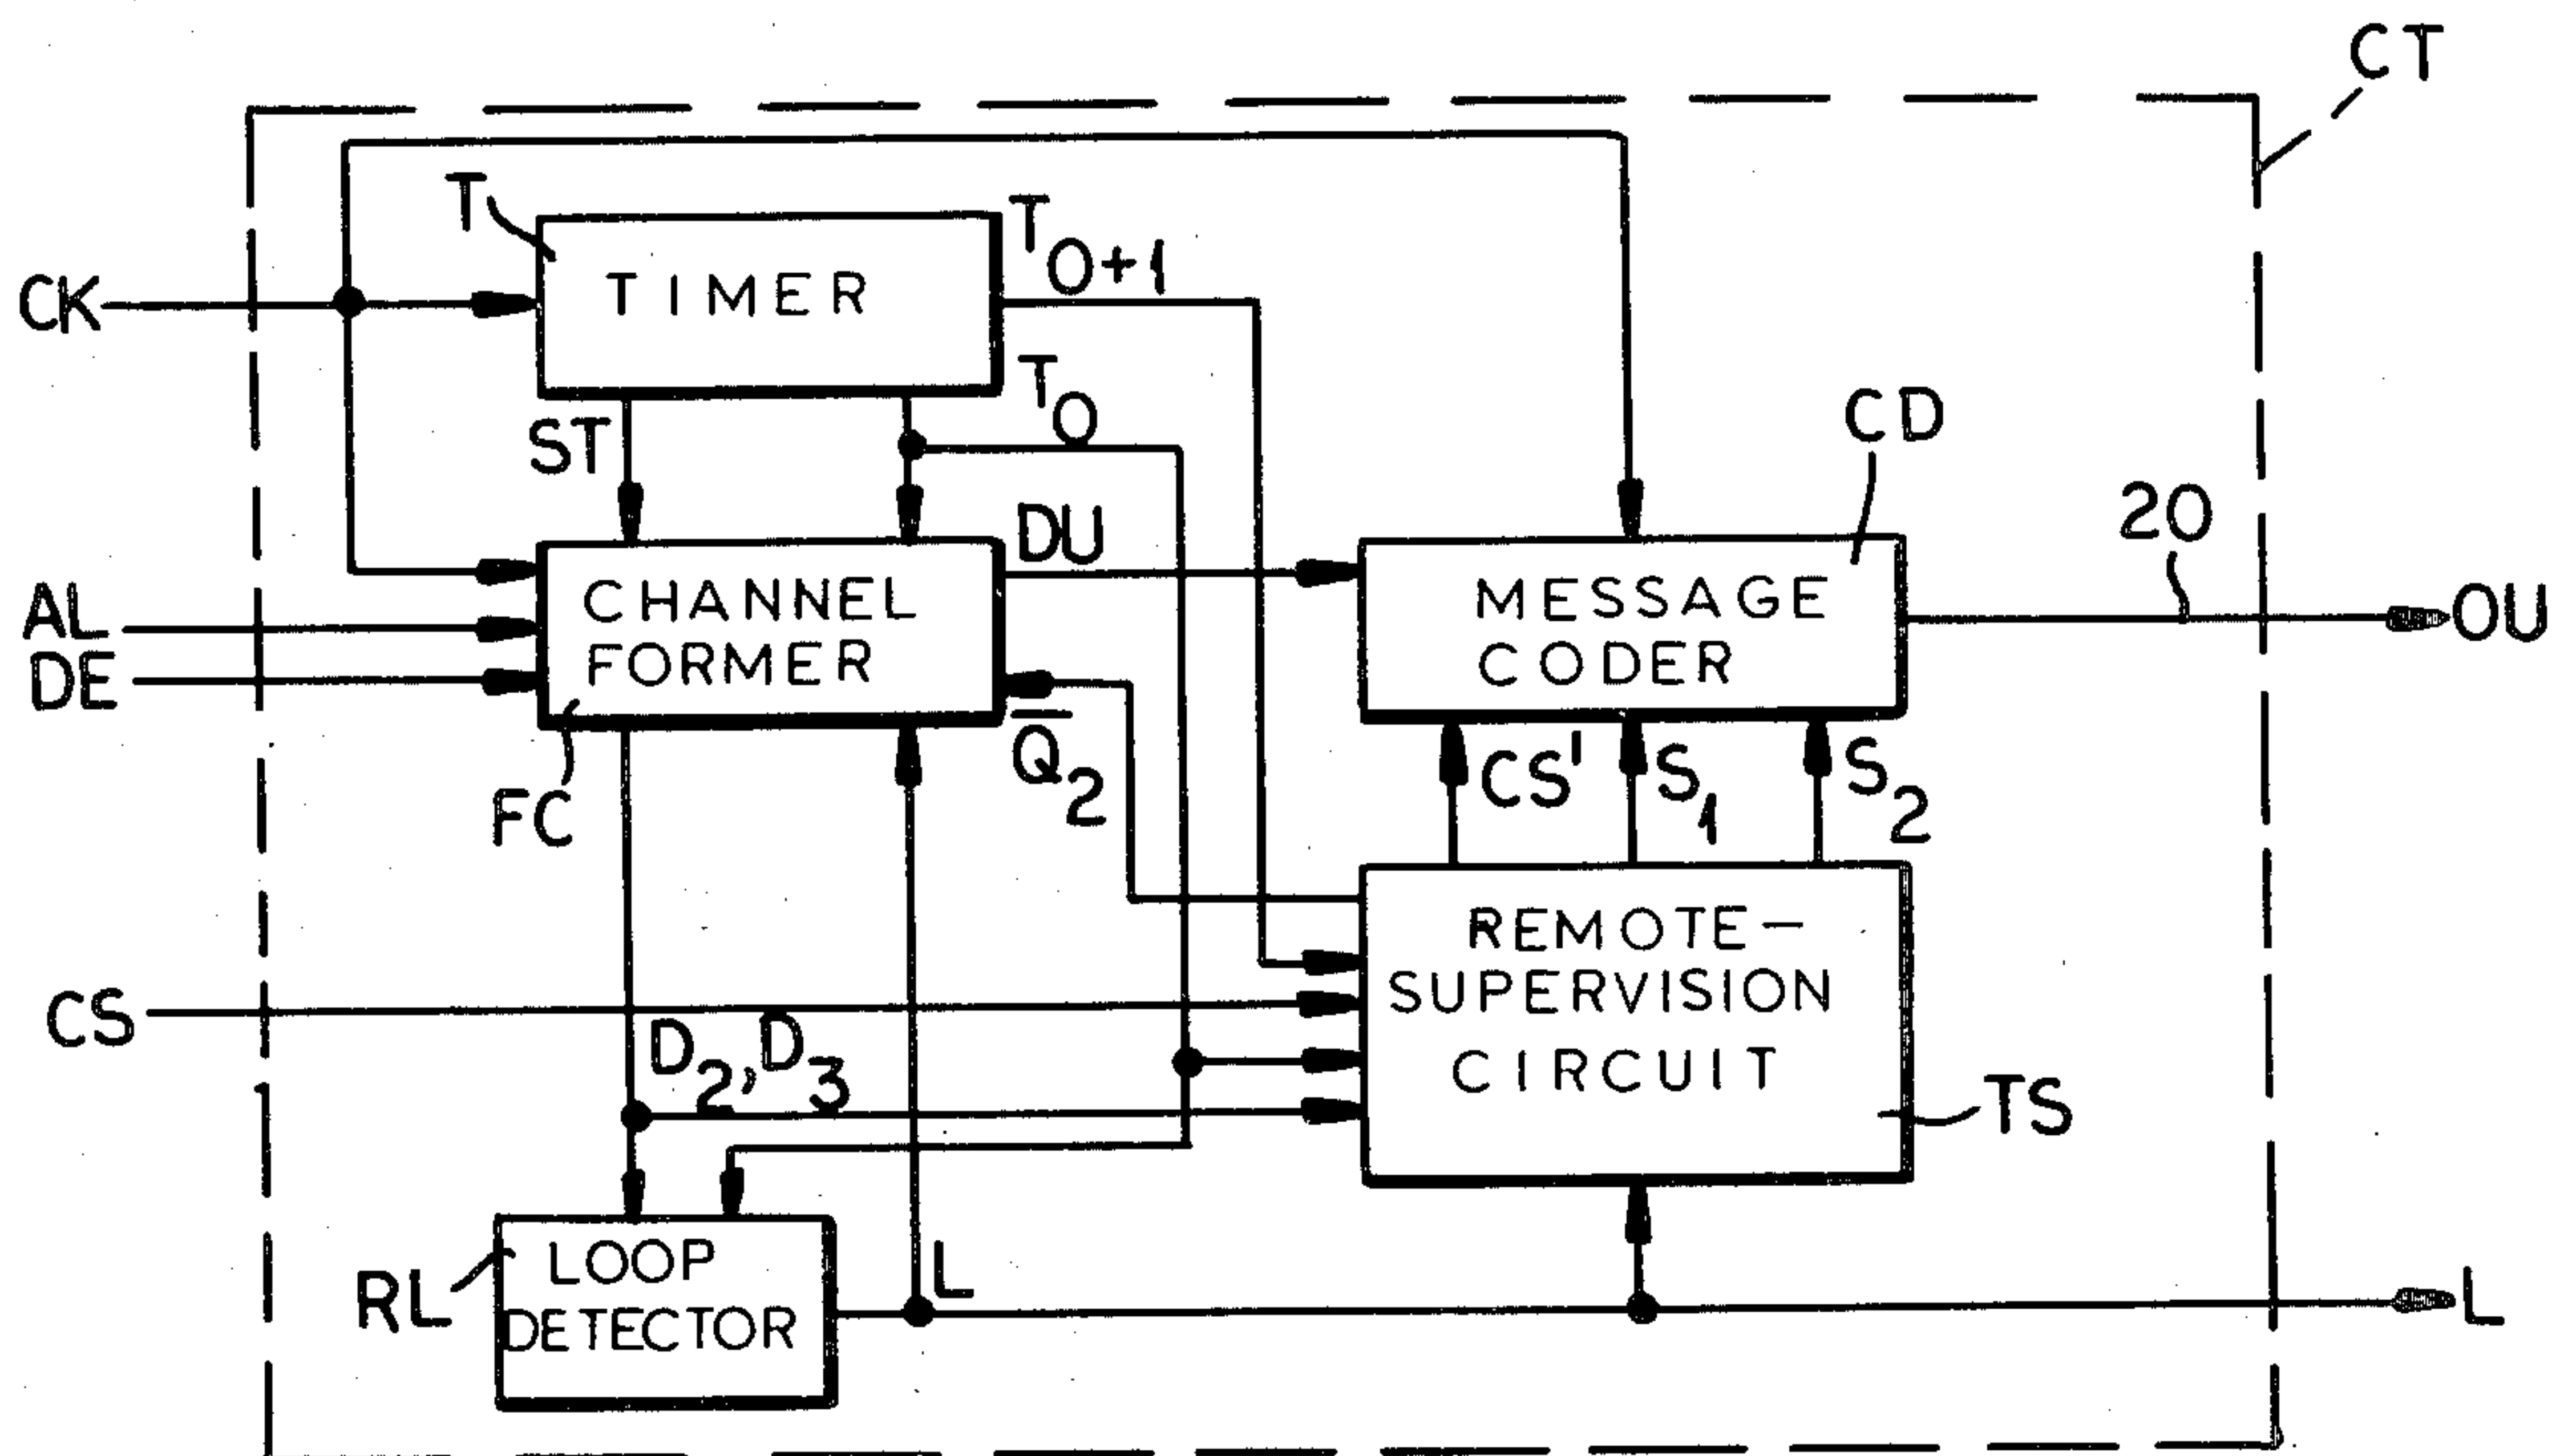 CT
T
T0+1
CK
TIMER
T0
ST
CD
DU
20
AL
CHANNEL
FORMER
MESSAGE
CODER
OU
DE
Q̅2
CS'
S1
S2
FC
REMOTE-
SUPERVISION
CIRCUIT
CS
D2,D3
TS
L
RL
LOOP
DETECTOR
L